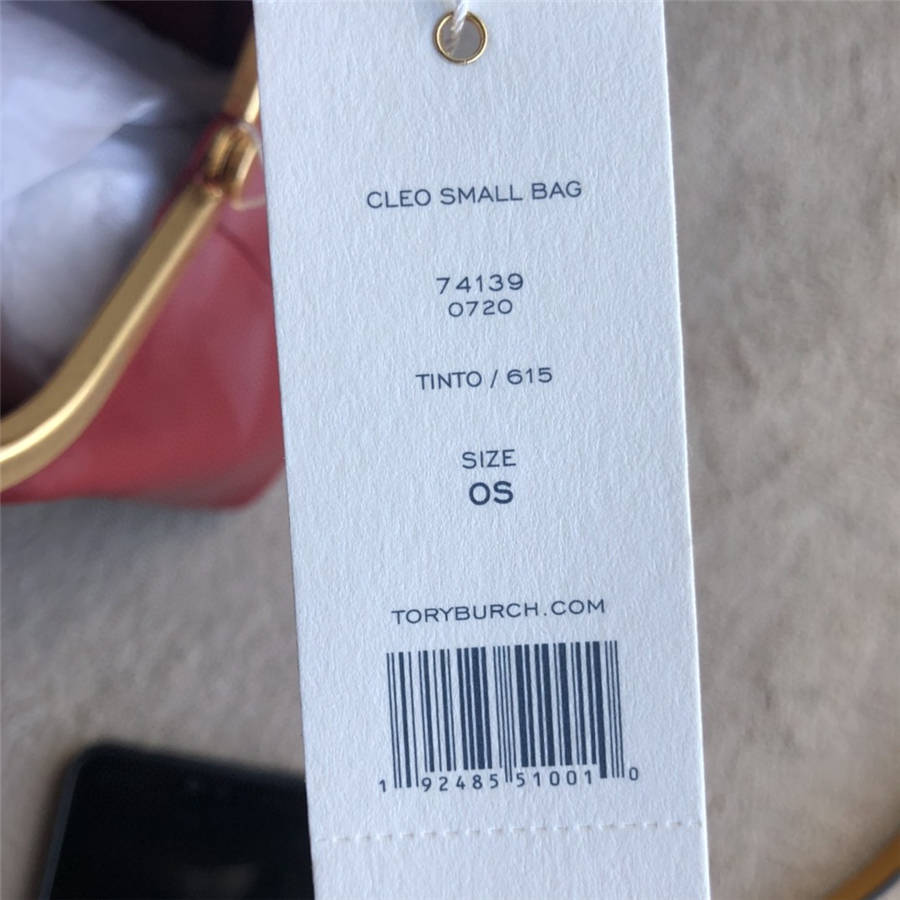 CLEO SMALL BAG
74139
0720
TINTO / 615
SIZE
OS
TORYBURCH.COM
1 92485 51001 0